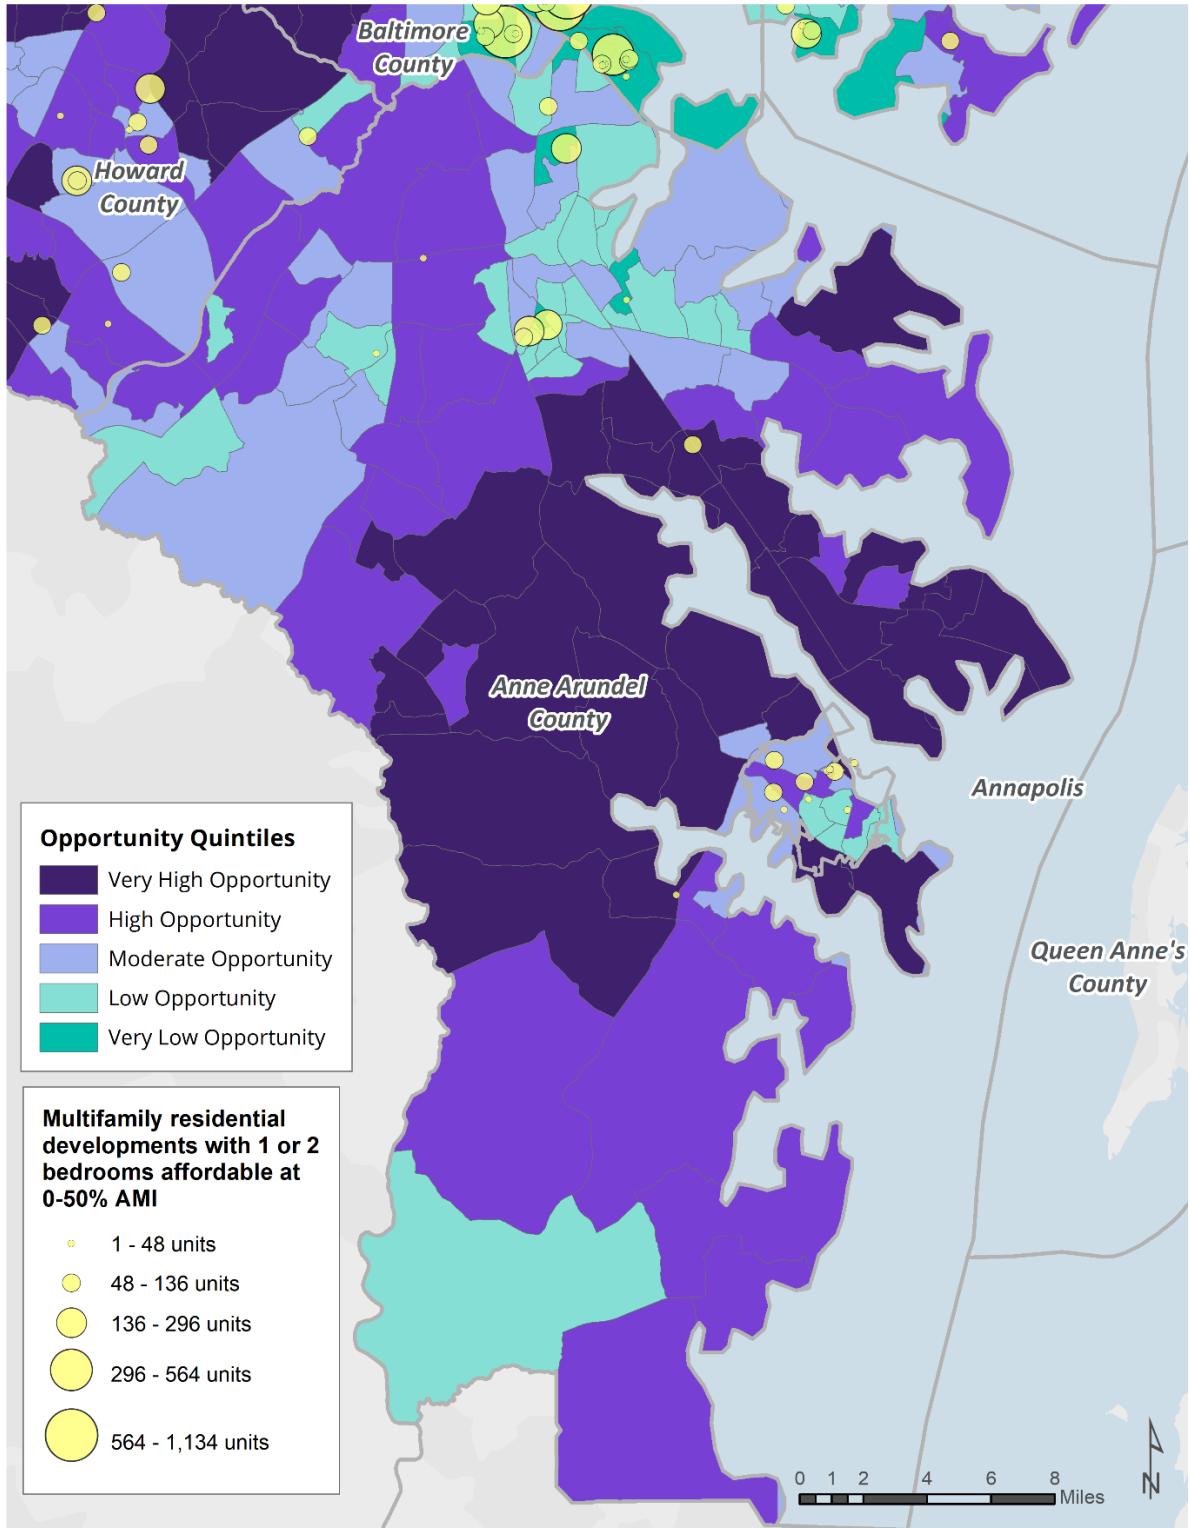 Baltimore
County
Howard
County
Anne Arundel
County
Annapolis
Queen Anne's
County
Opportunity Quintiles
Very High Opportunity
High Opportunity
Moderate Opportunity
Low Opportunity
Very Low Opportunity
Multifamily residential
developments with 1 or 2
bedrooms affordable at
0-50% AMI
1 - 48 units
48 - 136 units
136 - 296 units
296 - 564 units
564 - 1,134 units
0 1 2 4 6 8
Miles
N